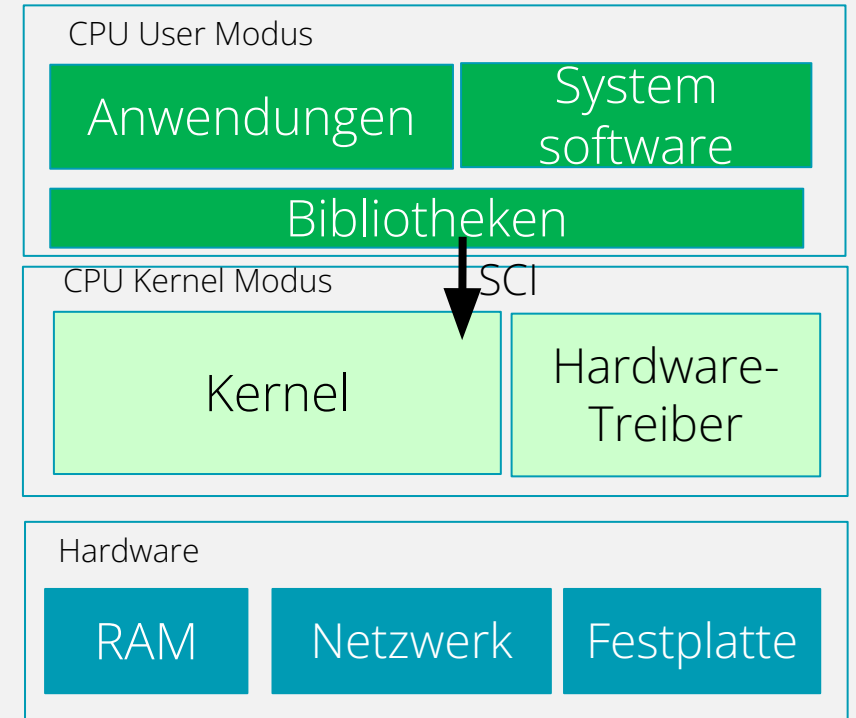 CPU User Modus
Anwendungen
System
software
Bibliotheken
CPU Kernel Modus
SCI
Kernel
Hardware-
Treiber
Hardware
RAM
Netzwerk
Festplatte